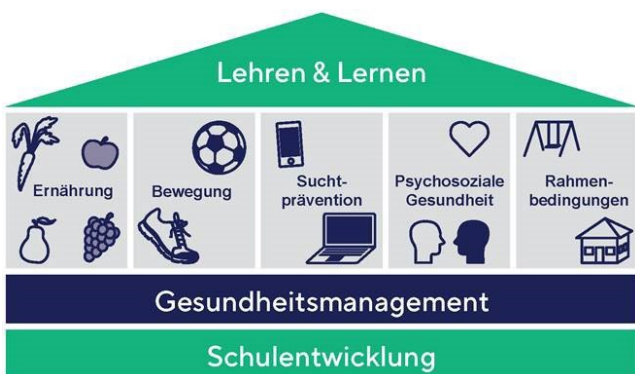 Lehren & Lernen
Ernährung
Bewegung
Sucht-
prävention
Psychosoziale
Gesundheit
Rahmen-
bedingungen
Gesundheitsmanagement
Schulentwicklung